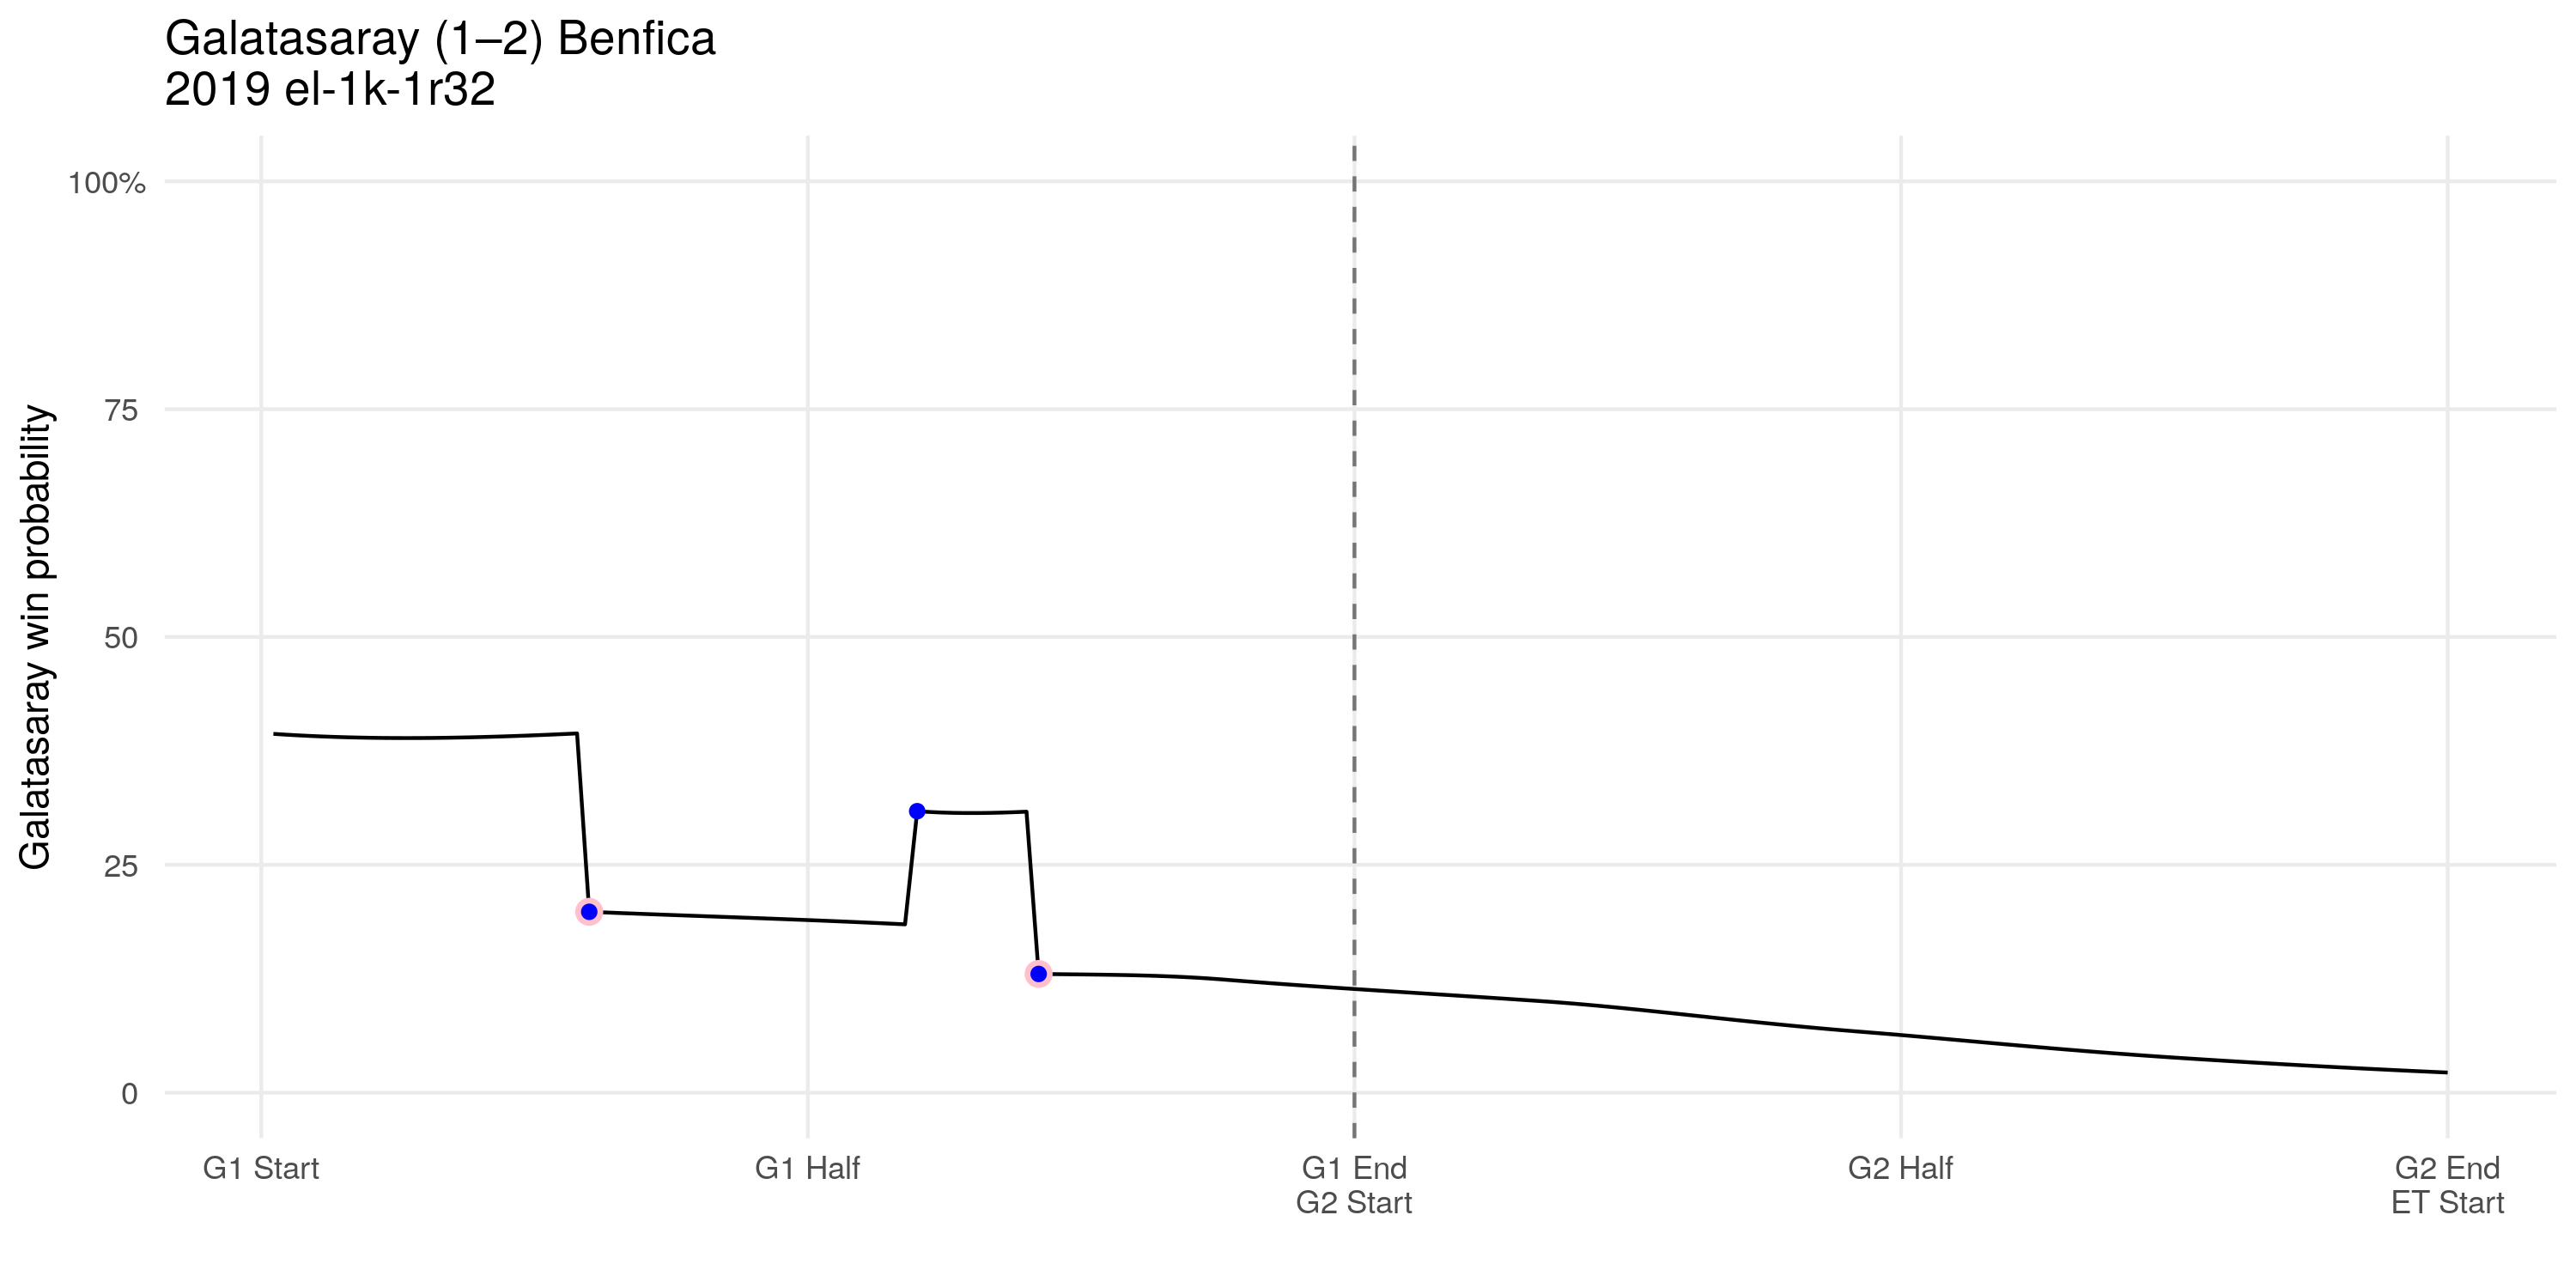 Galatasaray (1–2) Benfica
2019 el-1k-1r32
Galatasaray win probability
100%
75
50
25
0
G1 Start
G1 Half
G1 End
G2 Start
G2 Half
G2 End
ET Start